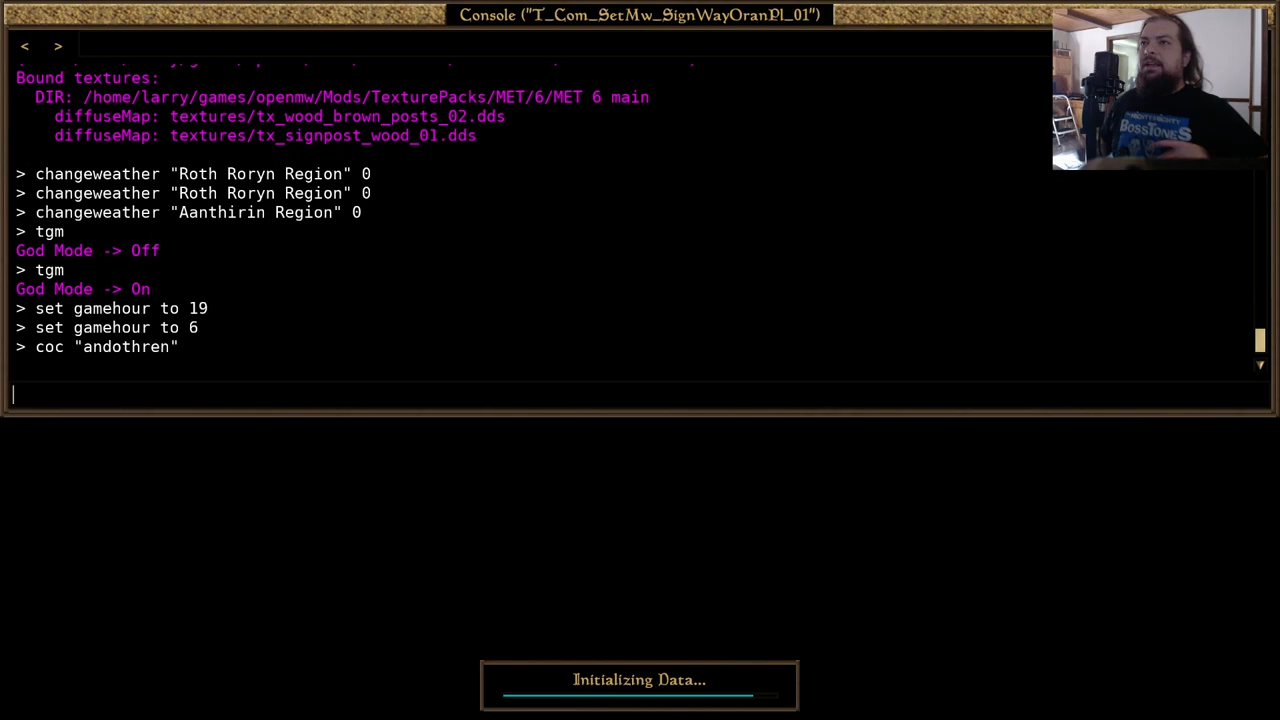 Console ("T_Com_SetMw_SignWayOranPl_01")
< >
Bound textures:
DIR: /home/larry/games/openmw/Mods/TexturePacks/MET/6/MET 6 main
diffuseMap: textures/tx_wood_brown_posts_02.dds
diffuseMap: textures/tx_signpost_wood_01.dds
> changeweather "Roth Roryn Region" 0
> changeweather "Roth Roryn Region" 0
> changeweather "Aanthirin Region" 0
> tgm
God Mode -> Off
> tgm
God Mode -> On
> set gamehour to 19
> set gamehour to 6
> coc "andothren"
Initializing Data...
MIGHTY MIGHTY
BOSSTONES